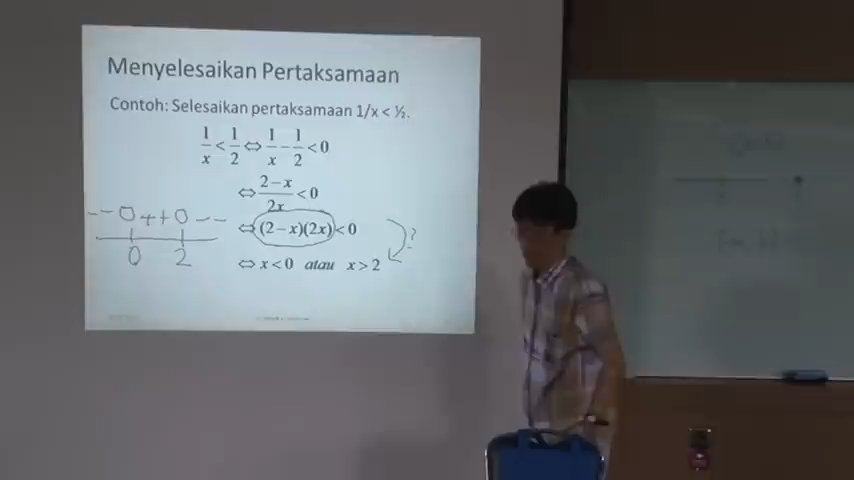 Menyelesaikan Pertaksamaan
Contoh: Selesaikan pertaksamaan 1/x < ½.
1/x < 1/2 ⇔ 1/x − 1/2 < 0
⇔ (2−x)/2x < 0
-- 0 ++ 0 --
⇔ (2−x)(2x) < 0
?
0 2
⇔ x < 0 atau x > 2